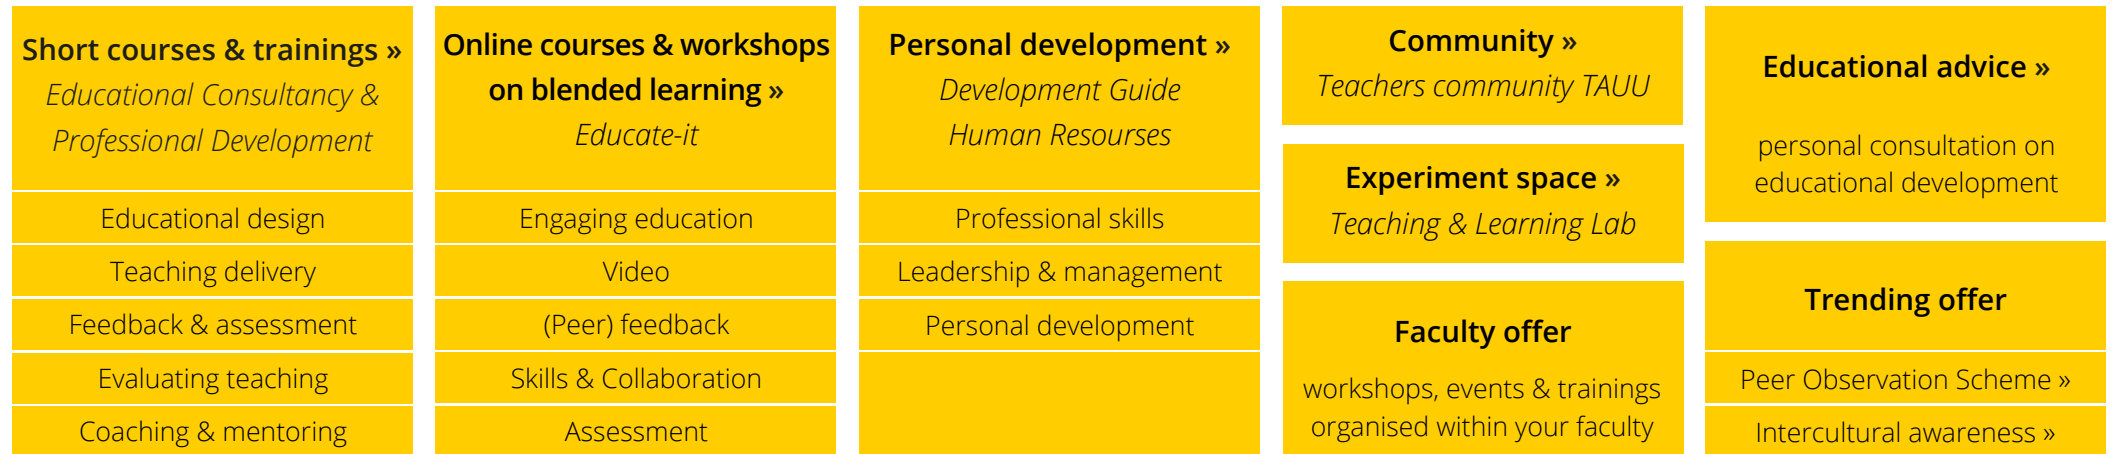 Short courses & trainings »
Educational Consultancy &
Professional Development
Educational design
Teaching delivery
Feedback & assessment
Evaluating teaching
Coaching & mentoring
Online courses & workshops
on blended learning »
Educate-it
Engaging education
Video
(Peer) feedback
Skills & Collaboration
Assessment
Personal development »
Development Guide
Human Resourses
Professional skills
Leadership & management
Personal development
Community »
Teachers community TAUU
Experiment space »
Teaching & Learning Lab
Faculty offer
workshops, events & trainings
organised within your faculty
Educational advice »
personal consultation on
educational development
Trending offer
Peer Observation Scheme »
Intercultural awareness »